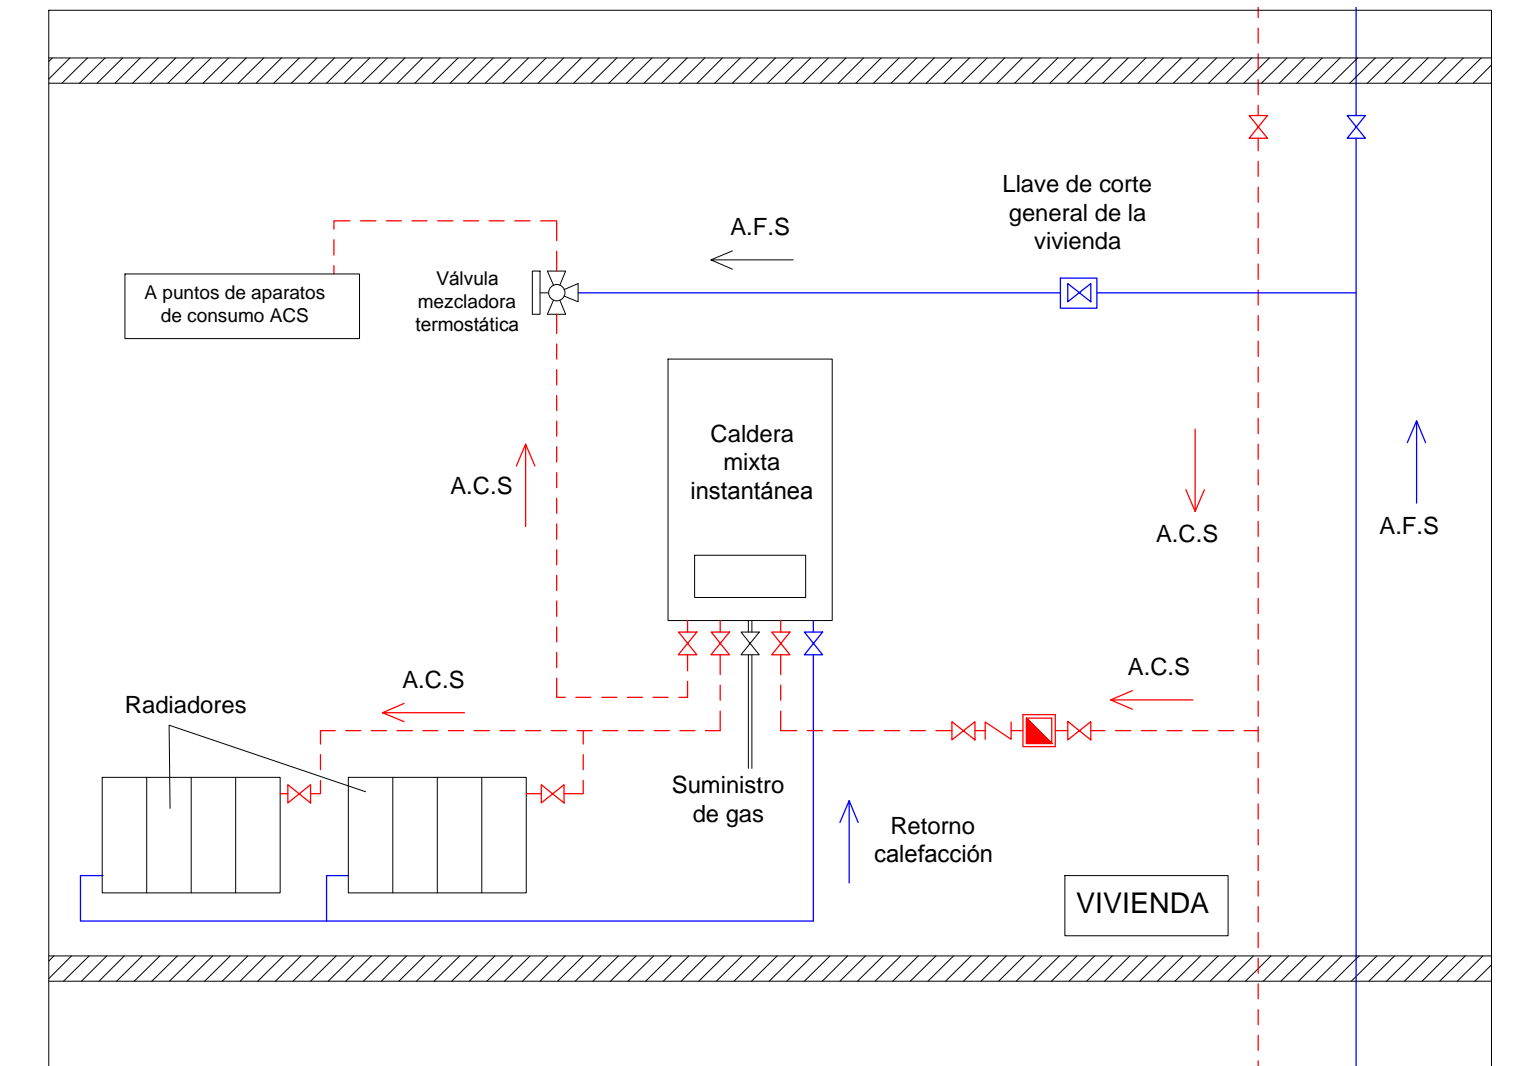 Llave de corte
general de la
vivienda
A.F.S
Válvula
mezcladora
termostática
A puntos de aparatos
de consumo ACS
Caldera
mixta
instantánea
A.C.S
A.C.S
A.F.S
A.C.S
A.C.S
Radiadores
Suministro
de gas
Retorno
calefacción
VIVIENDA